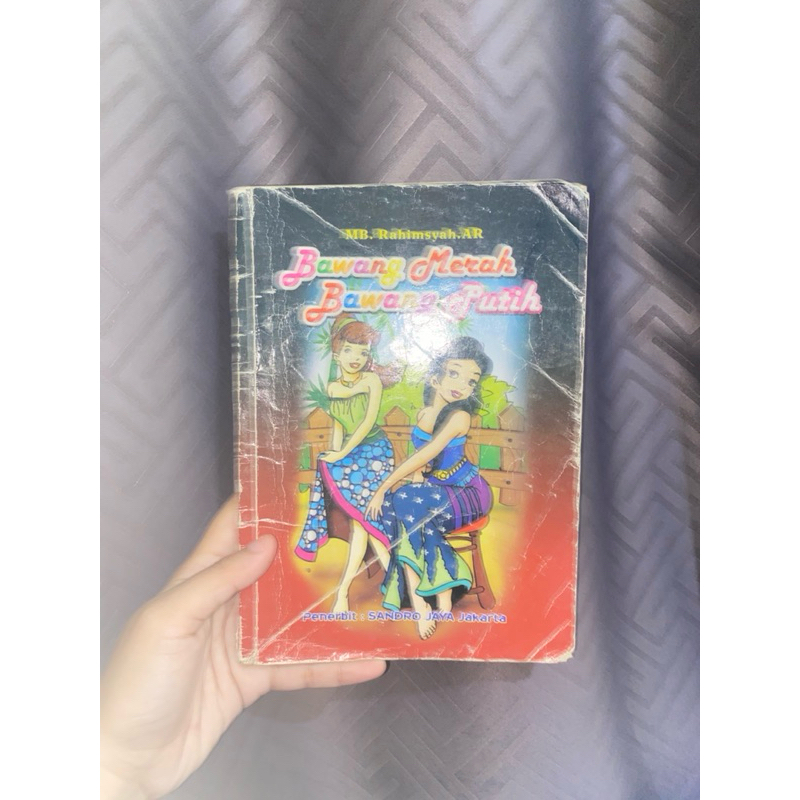 MB. Rahimsyah.AR
Bawang Merah
Bawang Putih
Penerbit : SANDRO JAYA Jakarta